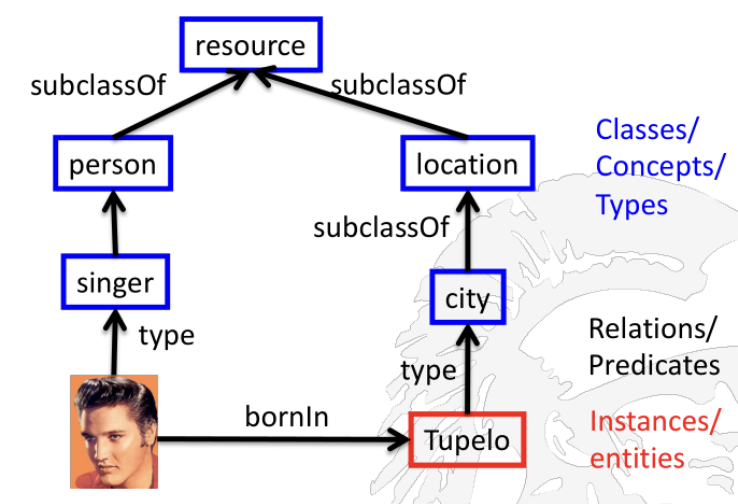 resource
subclassOf
subclassOf
person
location
Classes/
Concepts/
Types
subclassOf
singer
city
type
type
Relations/
Predicates
bornIn
Tupelo
Instances/
entities